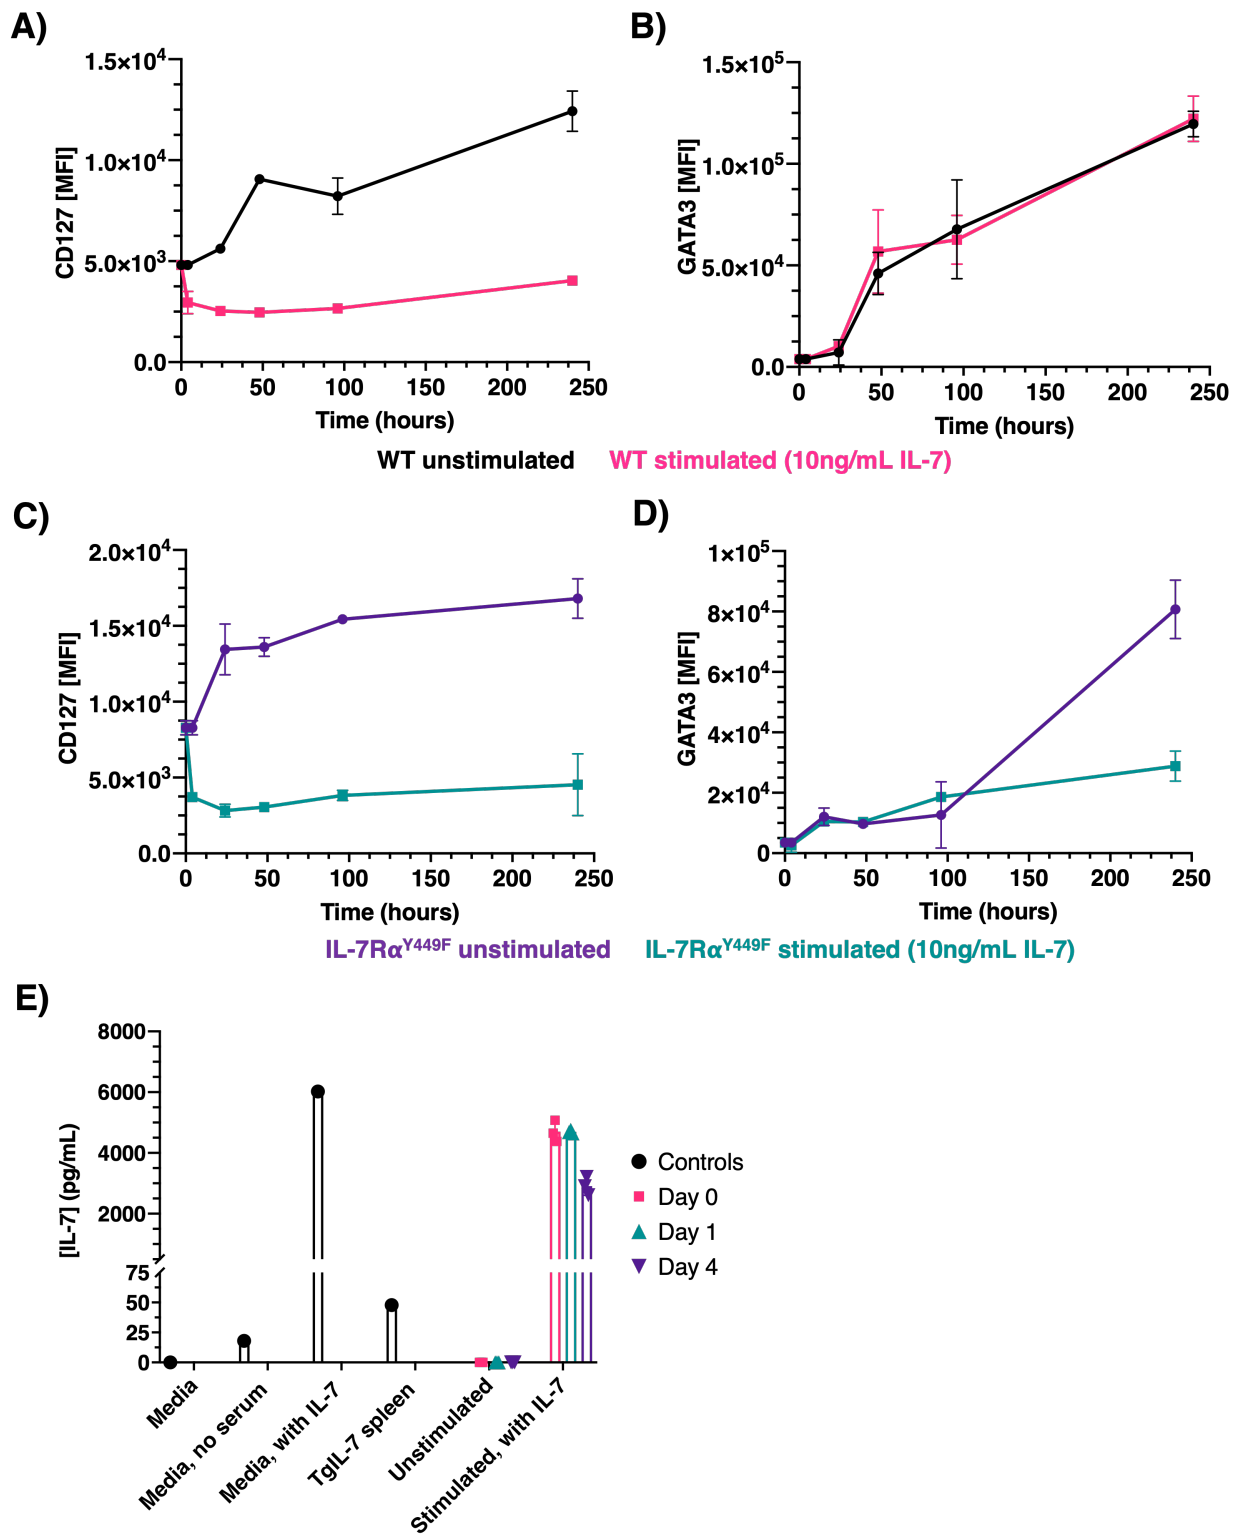 A)
B)
1.5×10⁴
1.0×10⁴
5.0×10³
0.0
CD127 [MFI]
0 50 100 150 200 250
Time (hours)
1.5×10⁵
1.0×10⁵
5.0×10⁴
0.0
GATA3 [MFI]
0 50 100 150 200 250
Time (hours)
WT unstimulated WT stimulated (10ng/mL IL-7)
C)
D)
2.0×10⁴
1.5×10⁴
1.0×10⁴
5.0×10³
0.0
CD127 [MFI]
0 50 100 150 200 250
Time (hours)
1×10⁵
8×10⁴
6×10⁴
4×10⁴
2×10⁴
0
GATA3 [MFI]
0 50 100 150 200 250
Time (hours)
IL-7Rα^Y449F unstimulated IL-7Rα^Y449F stimulated (10ng/mL IL-7)
E)
8000
6000
4000
2000
75
50
25
0
[IL-7] (pg/mL)
Media
Media, no serum
Media, with IL-7
TgIL-7 spleen
Unstimulated
Stimulated, with IL-7
Controls
Day 0
Day 1
Day 4